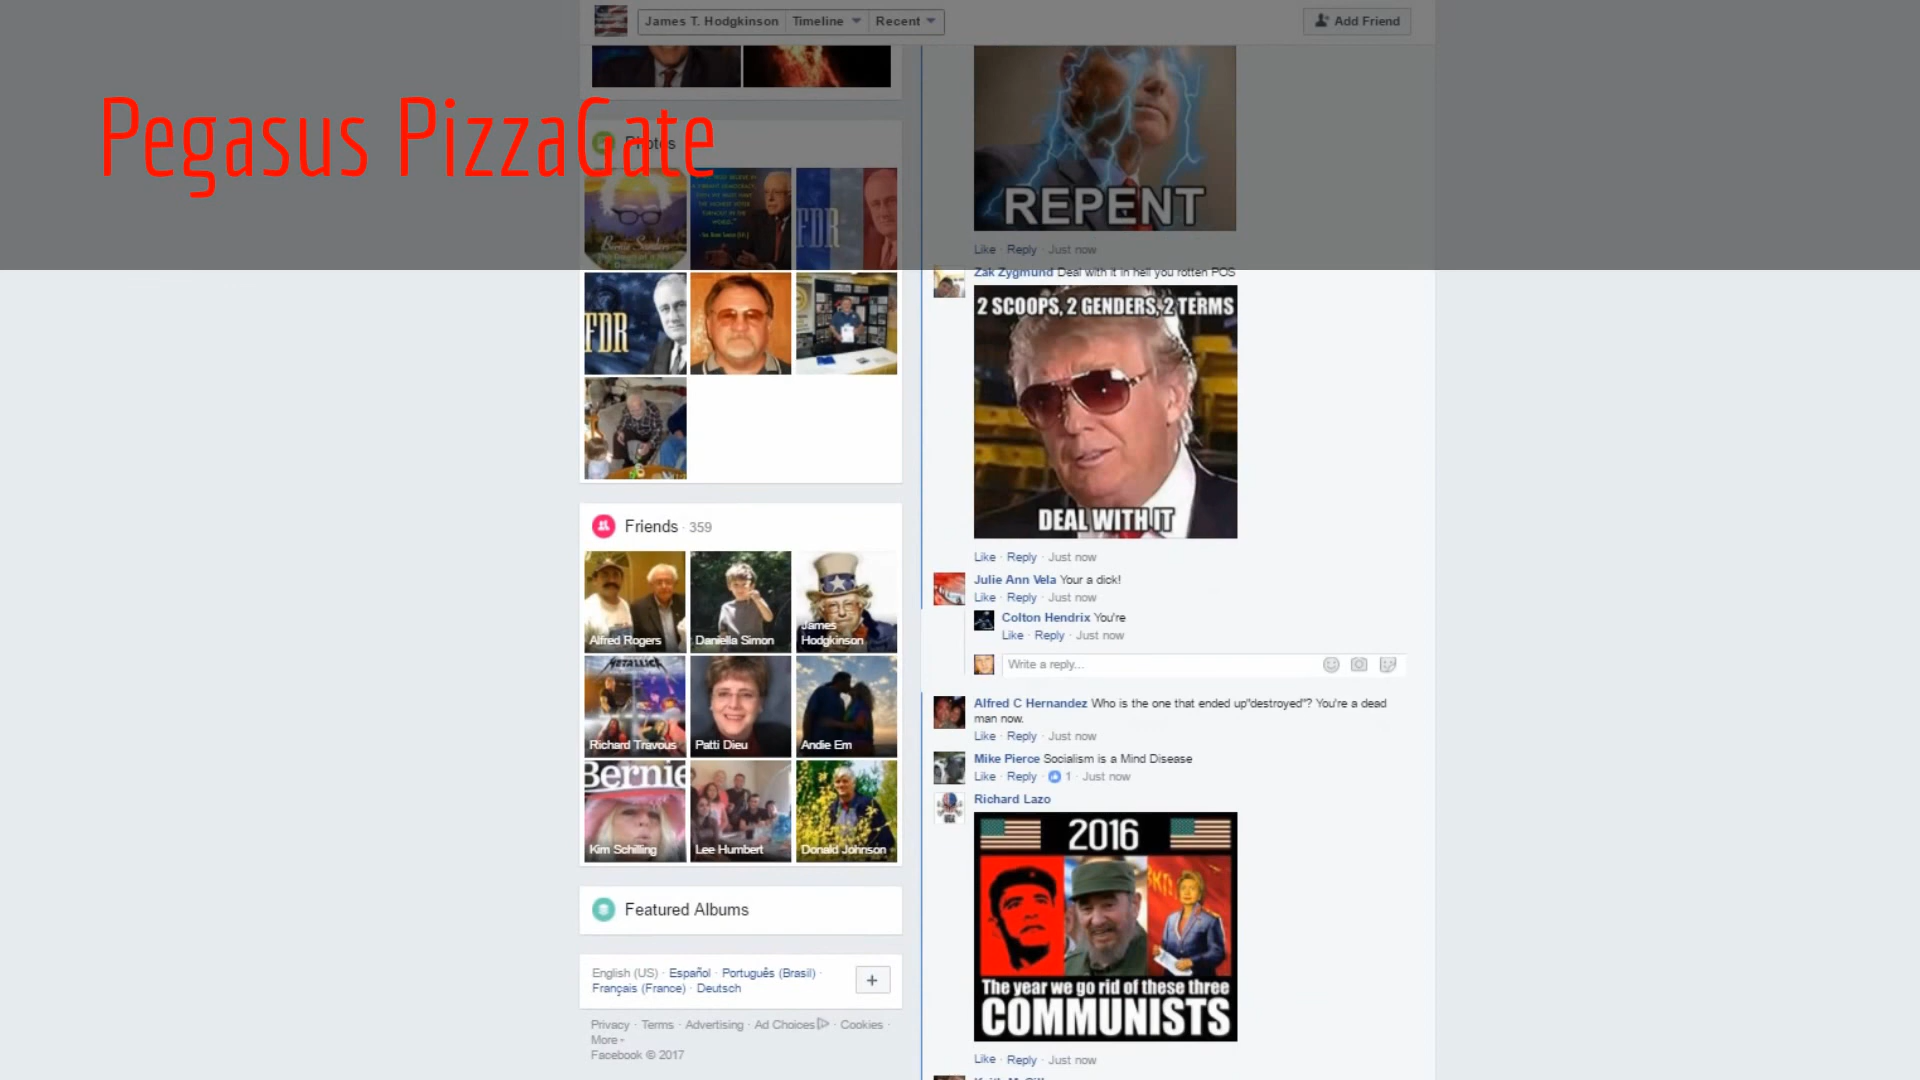 James T. Hodgkinson Timeline Recent
Add Friend
Pegasus PizzaGate
Photos
Bernie Sanders
FDR
FDR
Friends · 359
Alfred Rogers
Daniella Simon
James Hodgkinson
METALLICA
Richard Travous
Patti Dieu
Andie Em
Bernie
Kim Schilling
Lee Humbert
Donald Johnson
Featured Albums
English (US) · Español · Português (Brasil) ·
Français (France) · Deutsch
+
Privacy · Terms · Advertising · Ad Choices · Cookies ·
More
Facebook © 2017
REPENT
Like · Reply · Just now
Zak Zygmund Deal with it in hell you rotten POS
2 SCOOPS, 2 GENDERS, 2 TERMS
DEAL WITH IT
Like · Reply · Just now
Julie Ann Vela Your a dick!
Like · Reply · Just now
Colton Hendrix You're
Like · Reply · Just now
Write a reply...
Alfred C Hernandez Who is the one that ended up"destroyed"? You're a dead
man now.
Like · Reply · Just now
Mike Pierce Socialism is a Mind Disease
Like · Reply · 1 · Just now
Richard Lazo
2016
The year we go rid of these three
COMMUNISTS
Like · Reply · Just now